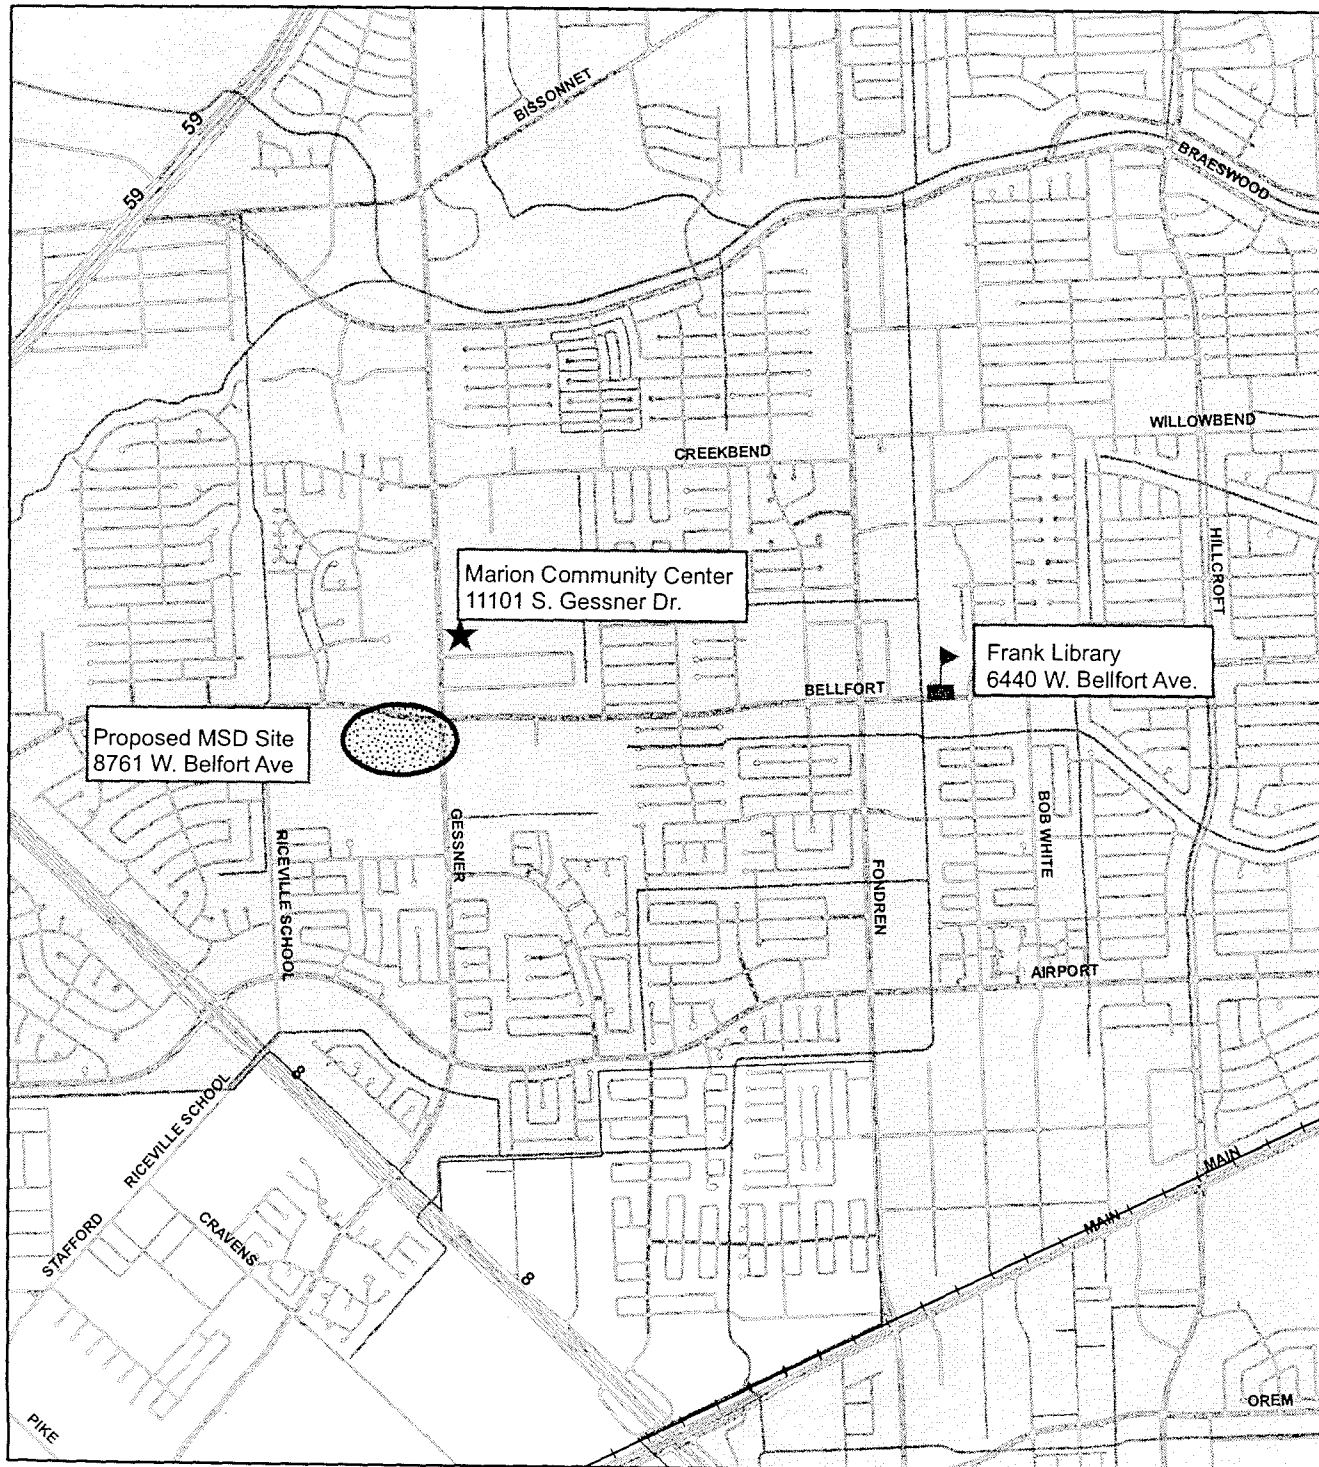 BISSONNET
59
59
BRAESWOOD
WILLOWBEND
CREEKBEND
HILLCROFT
Marion Community Center
11101 S. Gessner Dr.
Frank Library
6440 W. Bellfort Ave.
BELLFORT
Proposed MSD Site
8761 W. Belfort Ave
GESSNER
RICEVILLE SCHOOL
BOB WHITE
FONDREN
AIRPORT
8
RICEVILLE SCHOOL
STAFFORD
CRAVENS
8
MAIN
MAIN
PIKE
OREM